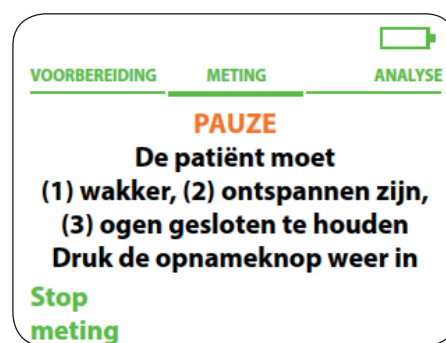 VOORBEREIDING METING ANALYSE
PAUZE
De patiënt moet
(1) wakker, (2) ontspannen zijn,
(3) ogen gesloten te houden
Druk de opnameknop weer in
Stop
meting